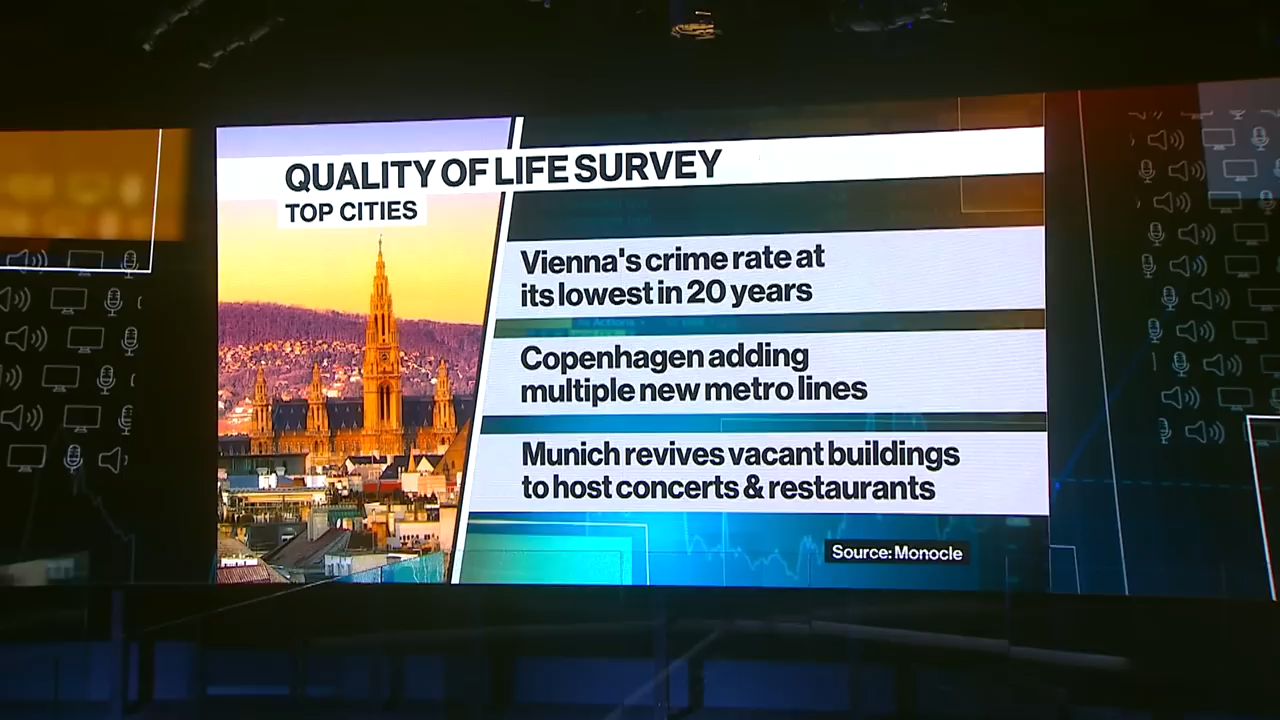 QUALITY OF LIFE SURVEY
TOP CITIES
Vienna's crime rate at
its lowest in 20 years
Copenhagen adding
multiple new metro lines
Munich revives vacant buildings
to host concerts & restaurants
Source: Monocle